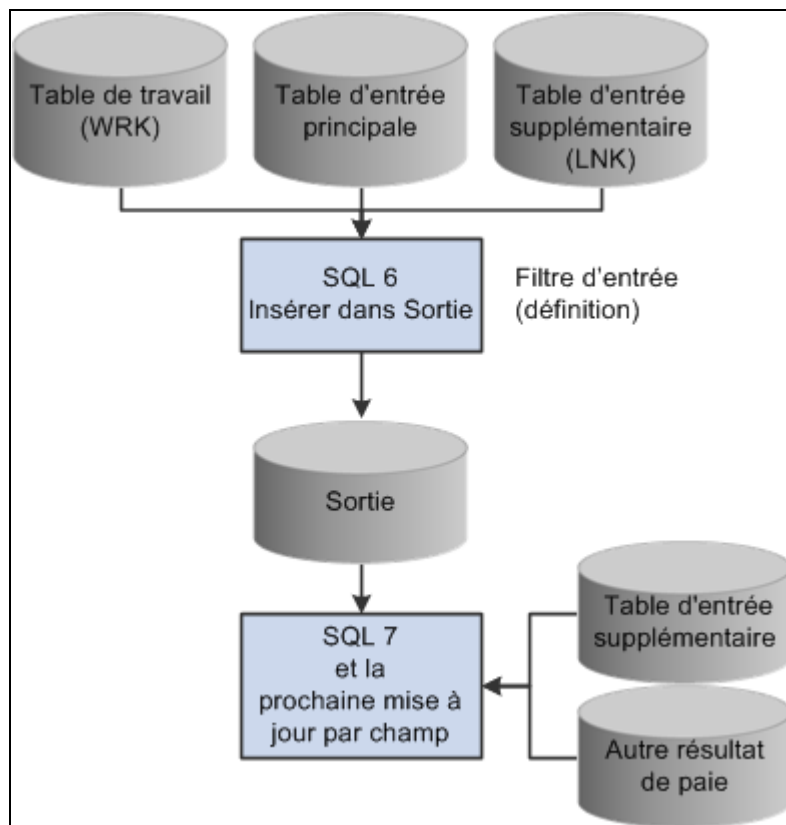 Table de travail
(WRK)
Table d'entrée
principale
Table d'entrée
supplémentaire
(LNK)
SQL 6
Insérer dans Sortie
Filtre d'entrée
(définition)
Sortie
SQL 7
et la
prochaine mise à
jour par champ
Table d'entrée
supplémentaire
Autre résultat
de paie